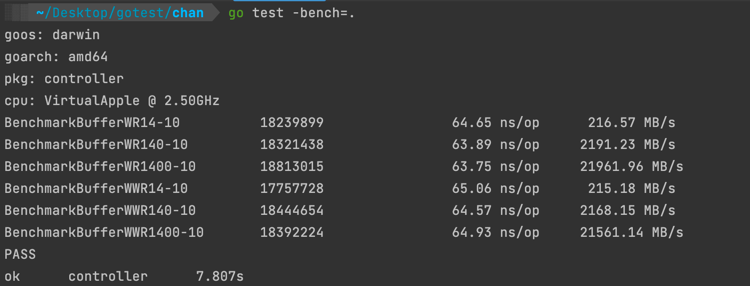 ~/Desktop/gotest/chan go test -bench=.
goos: darwin
goarch: amd64
pkg: controller
cpu: VirtualApple @ 2.50GHz
BenchmarkBufferWR14-10 18239899 64.65 ns/op 216.57 MB/s
BenchmarkBufferWR140-10 18321438 63.89 ns/op 2191.23 MB/s
BenchmarkBufferWR1400-10 18813015 63.75 ns/op 21961.96 MB/s
BenchmarkBufferWWR14-10 17757728 65.06 ns/op 215.18 MB/s
BenchmarkBufferWWR140-10 18444654 64.57 ns/op 2168.15 MB/s
BenchmarkBufferWWR1400-10 18392224 64.93 ns/op 21561.14 MB/s
PASS
ok controller 7.807s